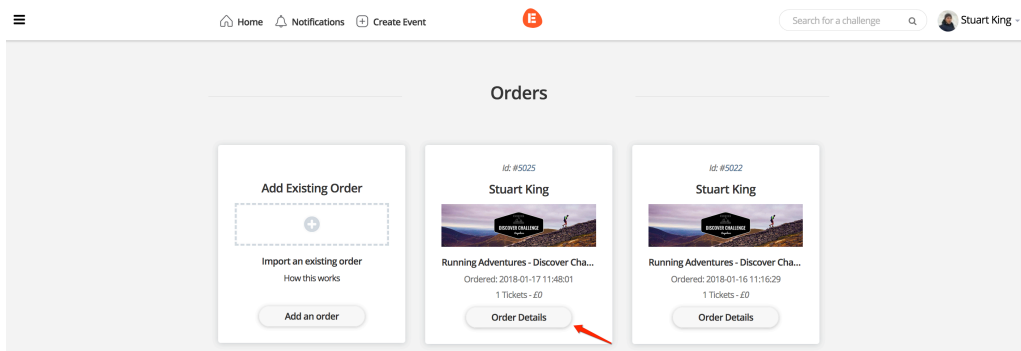 Home Notifications Create Event E Search for a challenge Stuart King
Orders
Add Existing Order
Import an existing order
How this works
Add an order
Id: #5025
Stuart King
DISCOVER CHALLENGE
Running Adventures - Discover Cha...
Ordered: 2018-01-17 11:48:01
1 Tickets - £0
Order Details
Id: #5022
Stuart King
DISCOVER CHALLENGE
Running Adventures - Discover Cha...
Ordered: 2018-01-16 11:16:29
1 Tickets - £0
Order Details